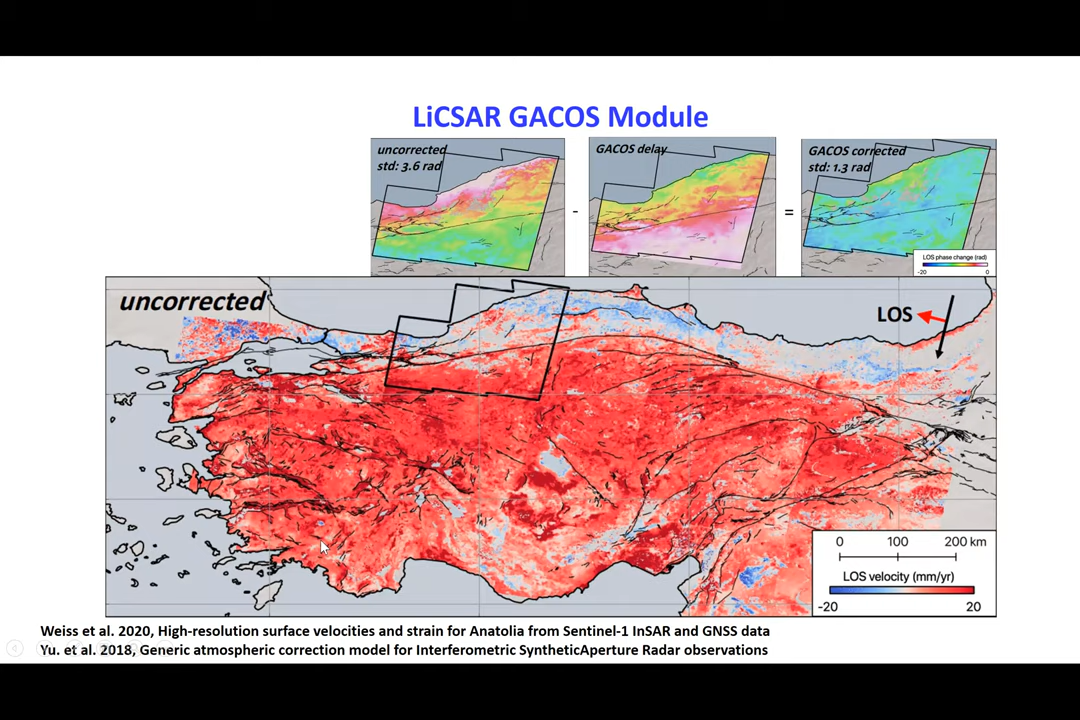 LiCSAR GACOS Module
uncorrected
std: 3.6 rad
-
GACOS delay
=
GACOS corrected
std: 1.3 rad
LOS phase change (rad)
-20 0
uncorrected
LOS
0 100 200 km
LOS velocity (mm/yr)
-20 20
Weiss et al. 2020, High-resolution surface velocities and strain for Anatolia from Sentinel-1 InSAR and GNSS data
Yu. et al. 2018, Generic atmospheric correction model for Interferometric SyntheticAperture Radar observations